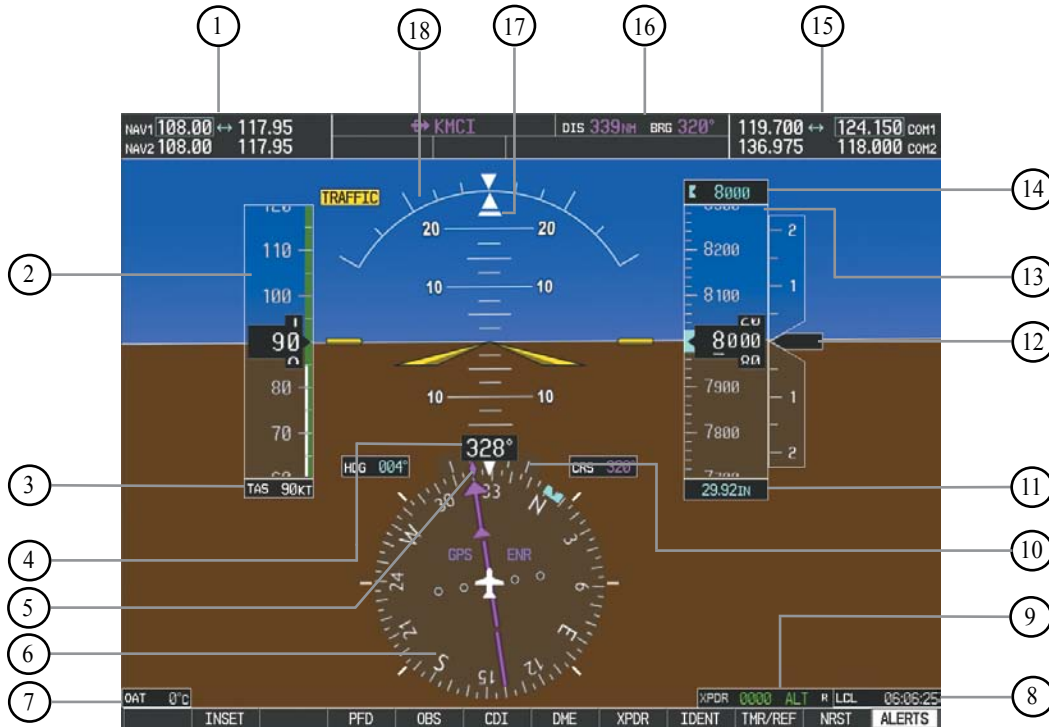 1
18
17
16
15
NAV1 108.00 ↔ 117.95
NAV2 108.00 117.95
KMCI
DIS 339NM BRG 320°
119.700 ↔ 124.150 COM1
136.975 118.000 COM2
TRAFFIC
8000
14
120
110
100
90
80
70
2
20 20
10 10
10 10
8200
8100
20
8000
80
7900
7800
2
1
1
2
13
12
328°
HDG 004°
CRS 320°
TAS 90KT
3
29.92IN
11
4
5
6
10
33
N
3
6
E
12
15
S
21
24
W
30
GPS ENR
9
7
OAT 0°C
XPDR 0000 ALT R LCL 06:06:25
8
INSET PFD OBS CDI DME XPDR IDENT TMR/REF NRST ALERTS